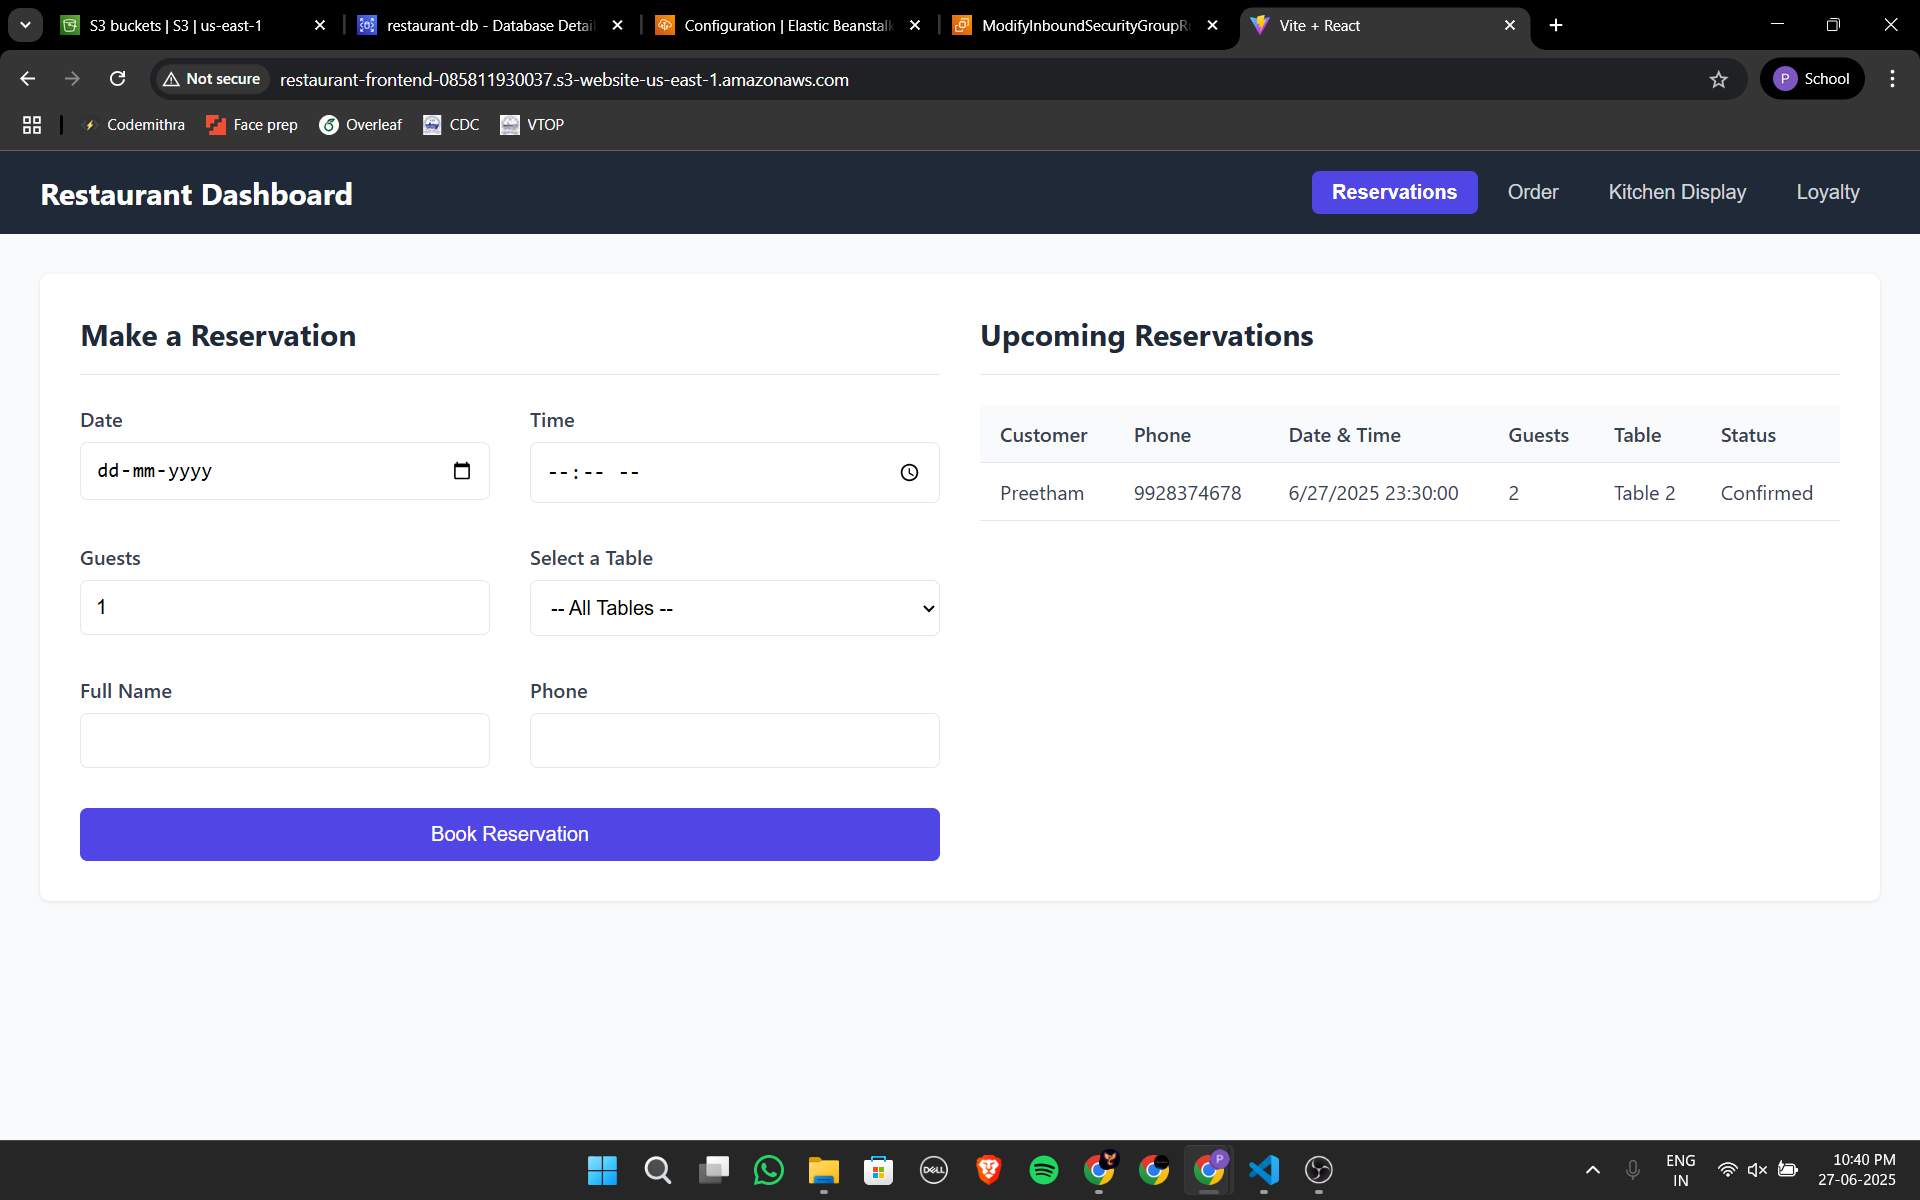 S3 buckets | S3 | us-east-1
restaurant-db - Database Detail
Configuration | Elastic Beanstalk
ModifyInboundSecurityGroupR
Vite + React
Not secure
restaurant-frontend-085811930037.s3-website-us-east-1.amazonaws.com
P School
Codemithra
Face prep
Overleaf
CDC
VTOP
Restaurant Dashboard
Reservations
Order
Kitchen Display
Loyalty
Make a Reservation
Date
Time
dd-mm-yyyy
--:-- --
Guests
Select a Table
1
-- All Tables --
Full Name
Phone
Book Reservation
Upcoming Reservations
Customer Phone Date & Time Guests Table Status
Preetham 9928374678 6/27/2025 23:30:00 2 Table 2 Confirmed
DELL
P
ENG
IN
10:40 PM
27-06-2025